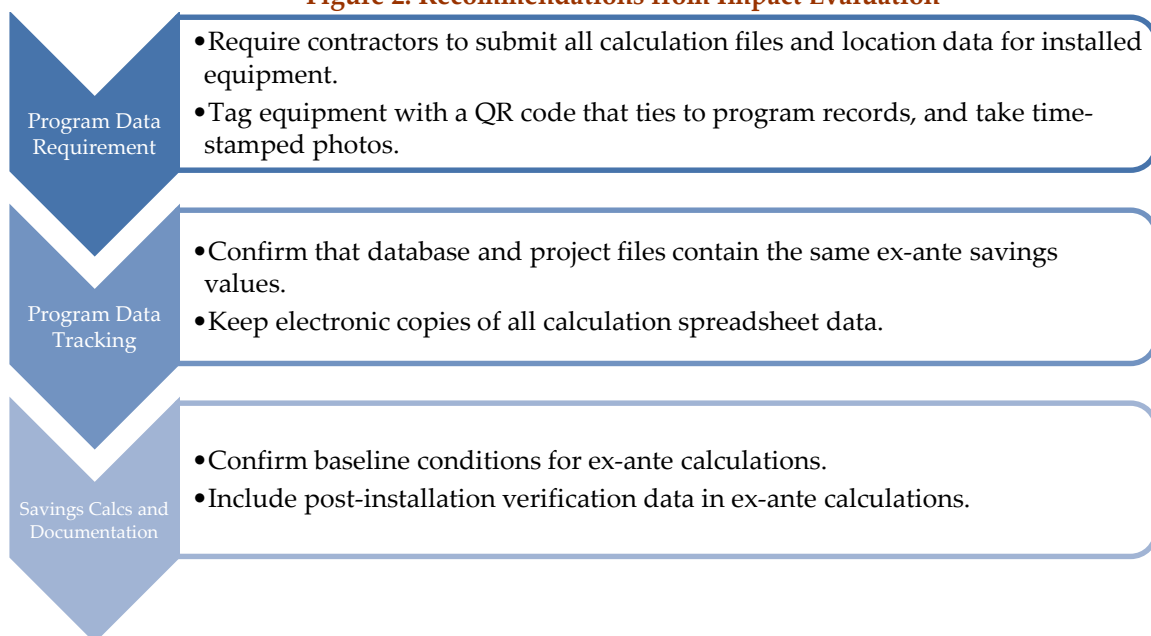 Figure 2. Recommendations from Impact Evaluation
Program Data
Requirement
•Require contractors to submit all calculation files and location data for installed
equipment.
•Tag equipment with a QR code that ties to program records, and take time-
stamped photos.
Program Data
Tracking
•Confirm that database and project files contain the same ex-ante savings
values.
•Keep electronic copies of all calculation spreadsheet data.
Savings Calcs and
Documentation
•Confirm baseline conditions for ex-ante calculations.
•Include post-installation verification data in ex-ante calculations.